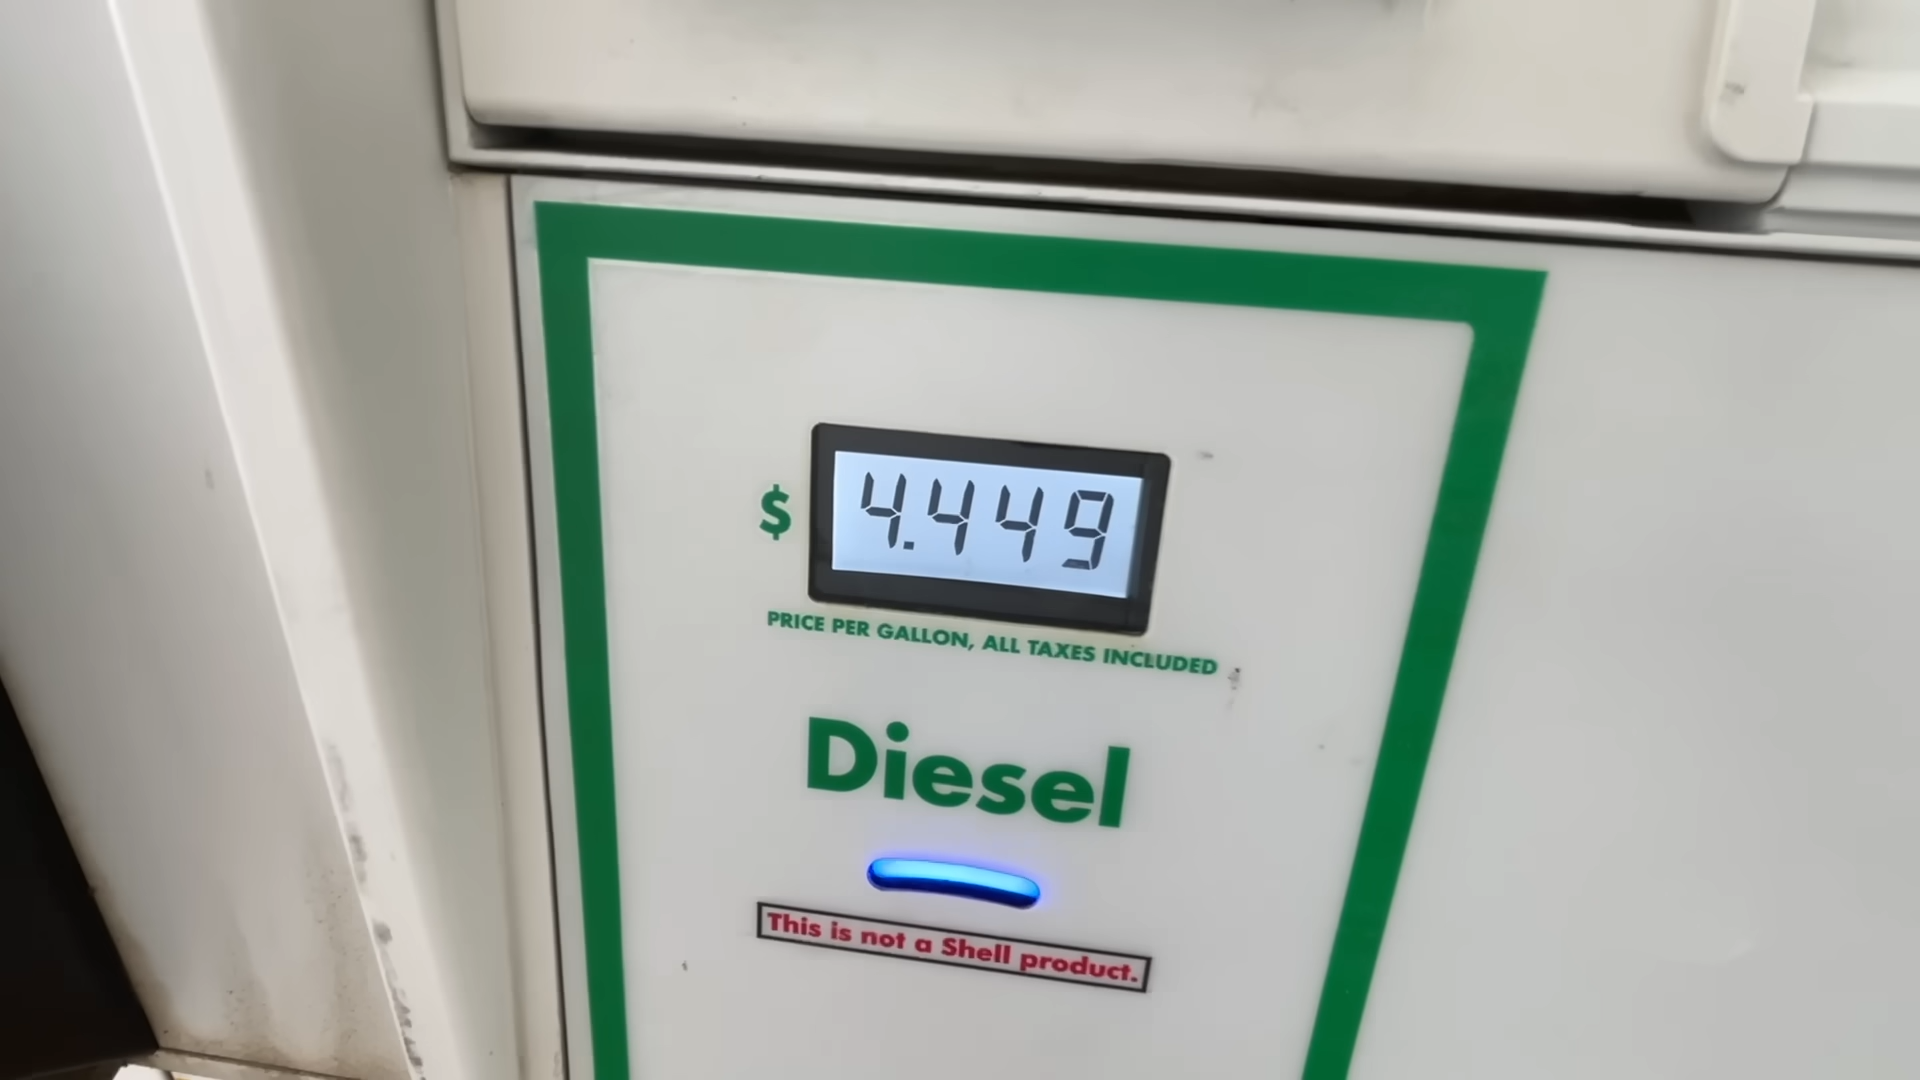 $ 4.449
PRICE PER GALLON, ALL TAXES INCLUDED
Diesel
This is not a Shell product.